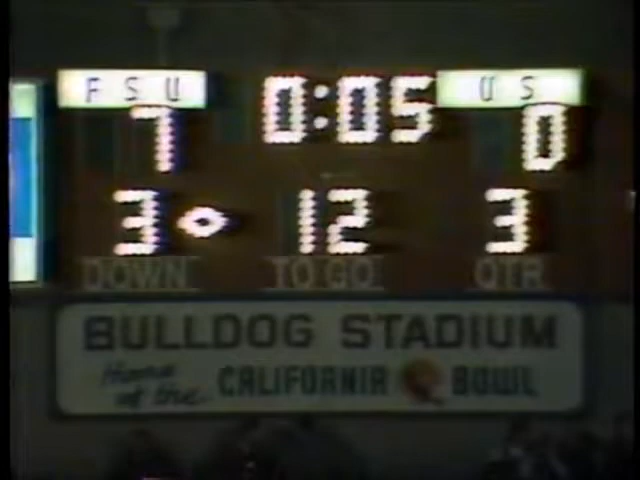 FSU 0:05 US
7 0
3 12 3
DOWN TO GO QTR
BULLDOG STADIUM
Home of the CALIFORNIA BOWL